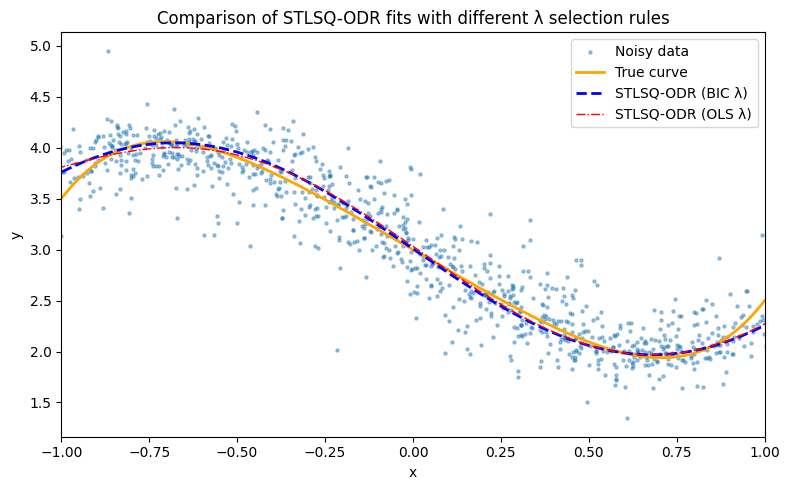 Comparison of STLSQ-ODR fits with different λ selection rules
Noisy data
True curve
STLSQ-ODR (BIC λ)
STLSQ-ODR (OLS λ)
y
5.0
4.5
4.0
3.5
3.0
2.5
2.0
1.5
−1.00 −0.75 −0.50 −0.25 0.00 0.25 0.50 0.75 1.00
x